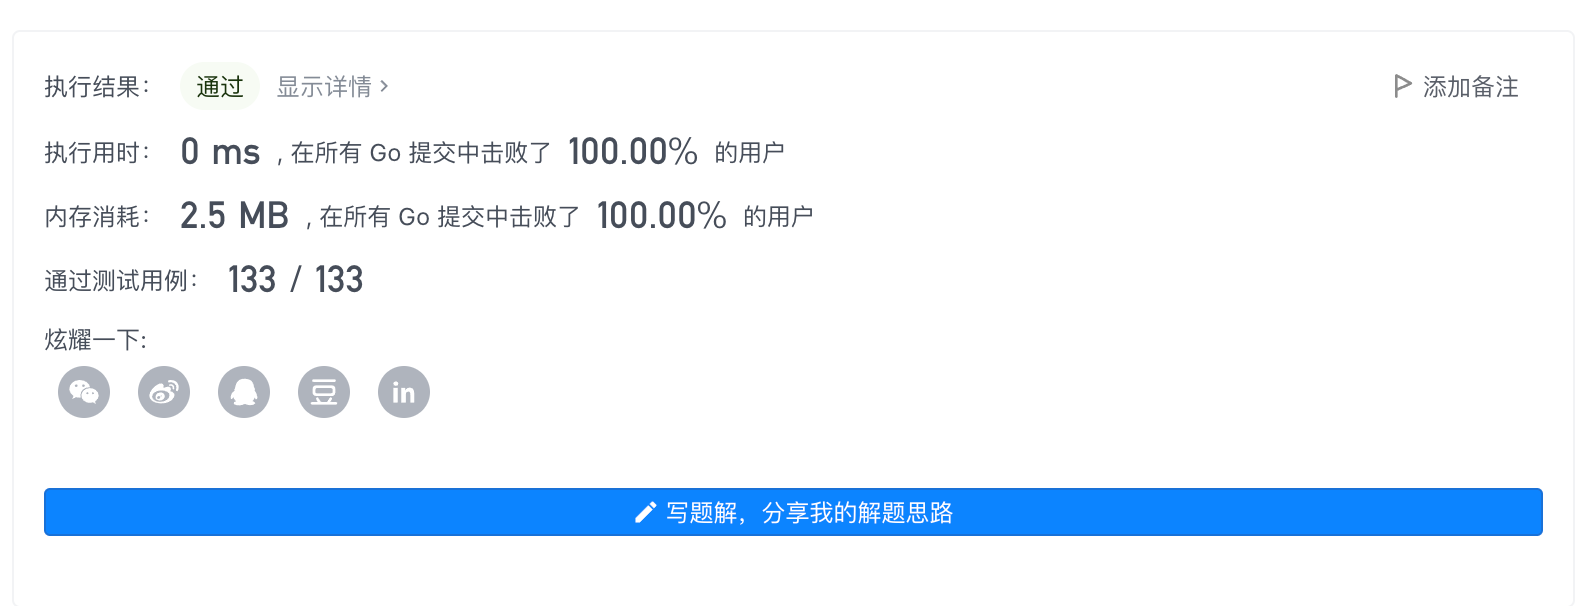 执行结果： 通过 显示详情 > 添加备注
执行用时： 0 ms , 在所有 Go 提交中击败了 100.00% 的用户
内存消耗： 2.5 MB , 在所有 Go 提交中击败了 100.00% 的用户
通过测试用例： 133 / 133
炫耀一下:
豆 in
写题解，分享我的解题思路